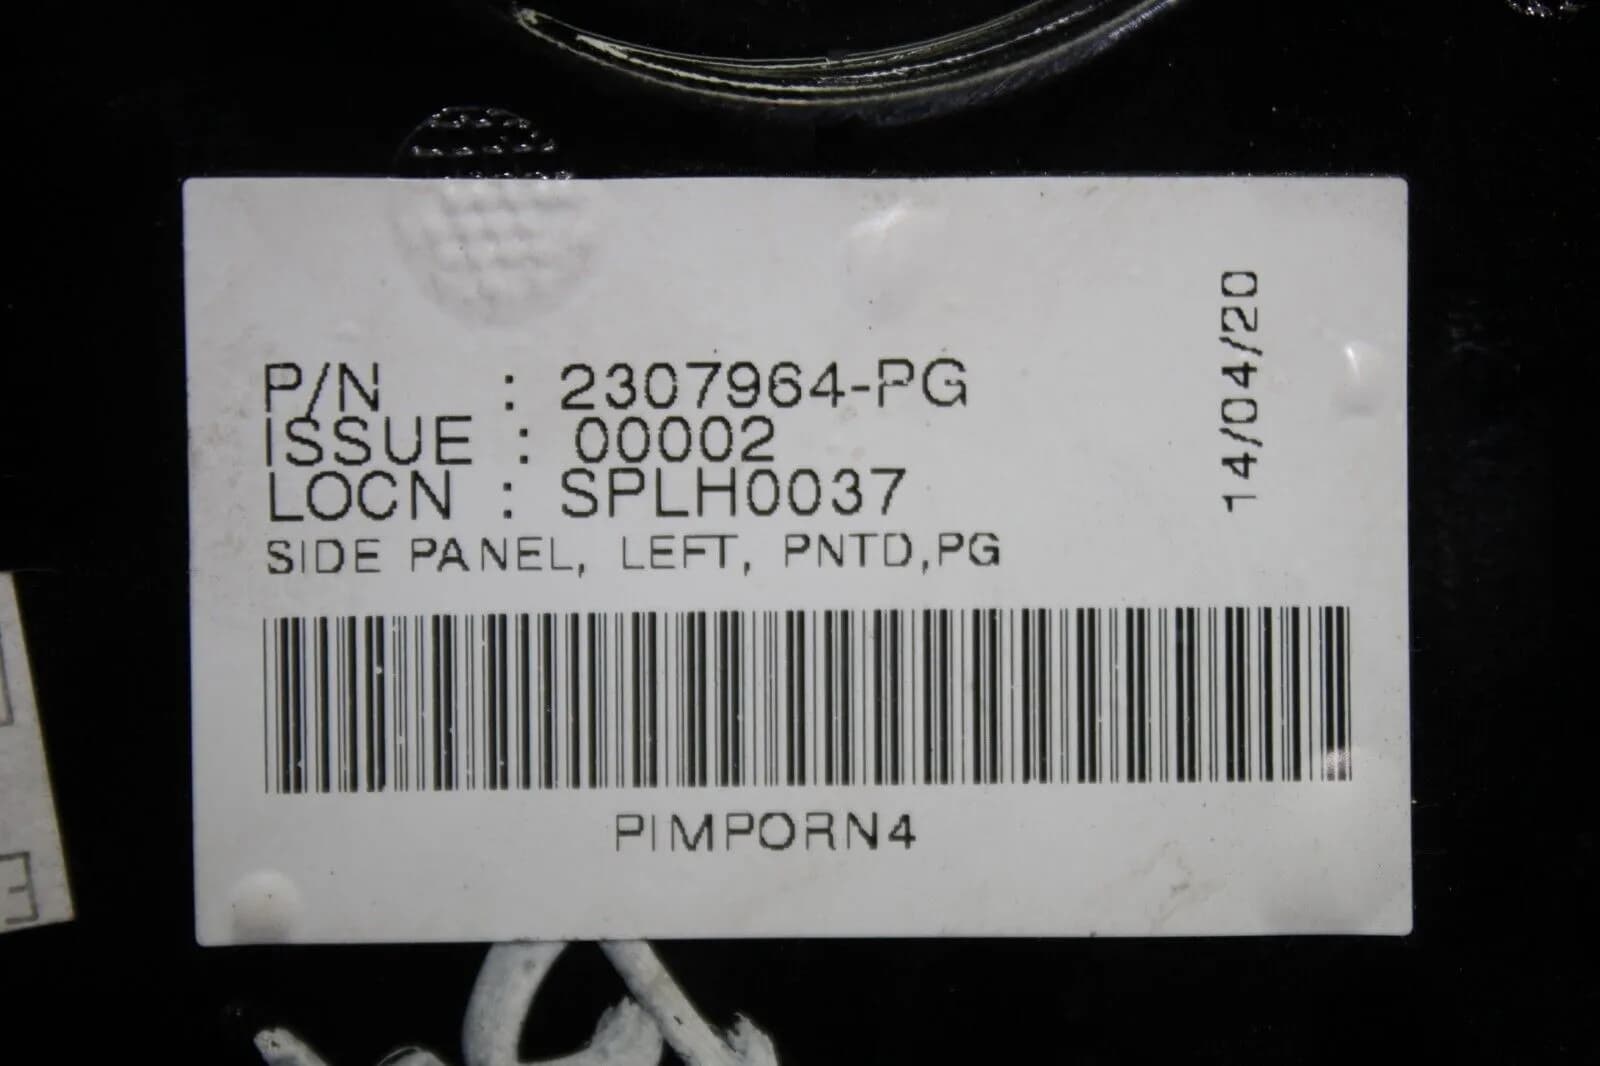 P/N : 2307964-PG
ISSUE : 00002
LOCN : SPLH0037
SIDE PANEL, LEFT, PNTD,PG
PIMPORN4
14/04/20